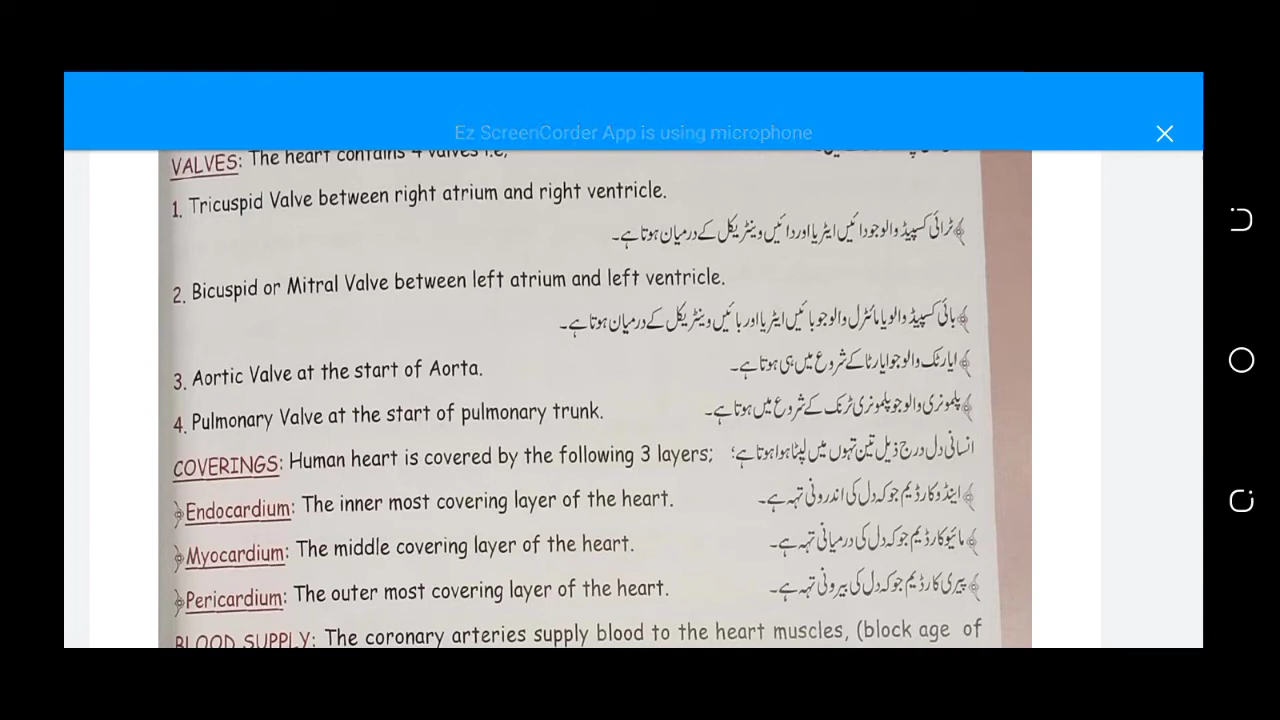 Ez ScreenCorder App is using microphone
VALVES: The heart contains 4 valves i.e,
1. Tricuspid Valve between right atrium and right ventricle.
﴿ٹرائی کسپیڈ والو جو دائیں ایٹریا اور دائیں وینٹریکل کے درمیان ہوتا ہے۔
2. Bicuspid or Mitral Valve between left atrium and left ventricle.
﴿بائی کسپیڈ والو یا مائٹرل والو جو بائیں ایٹریا اور بائیں وینٹریکل کے درمیان ہوتا ہے۔
3. Aortic Valve at the start of Aorta. ﴿ایارٹک والو جو ایارٹا کے شروع میں ہی ہوتا ہے۔
4. Pulmonary Valve at the start of pulmonary trunk. ﴿پلمونری والو جو پلمونری ٹرنک کے شروع میں ہوتا ہے۔
COVERINGS: Human heart is covered by the following 3 layers; انسانی دل درج ذیل تین تہوں میں لپٹا ہوا ہوتا ہے؛
Endocardium: The inner most covering layer of the heart. ﴿اینڈوکارڈیم جو کہ دل کی اندرونی تہہ ہے۔
Myocardium: The middle covering layer of the heart. ﴿مائیوکارڈیم جو کہ دل کی درمیانی تہہ ہے۔
Pericardium: The outer most covering layer of the heart. ﴿پیری کارڈیم جو کہ دل کی بیرونی تہہ ہے۔
BLOOD SUPPLY: The coronary arteries supply blood to the heart muscles, (block age of